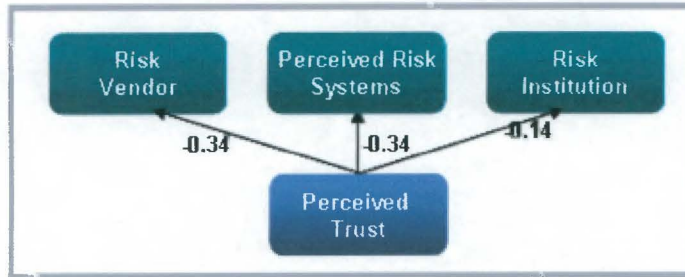 Risk
Vendor
Perceived Risk
Systems
Risk
Institution
-0.34
-0.34
-0.14
Perceived
Trust